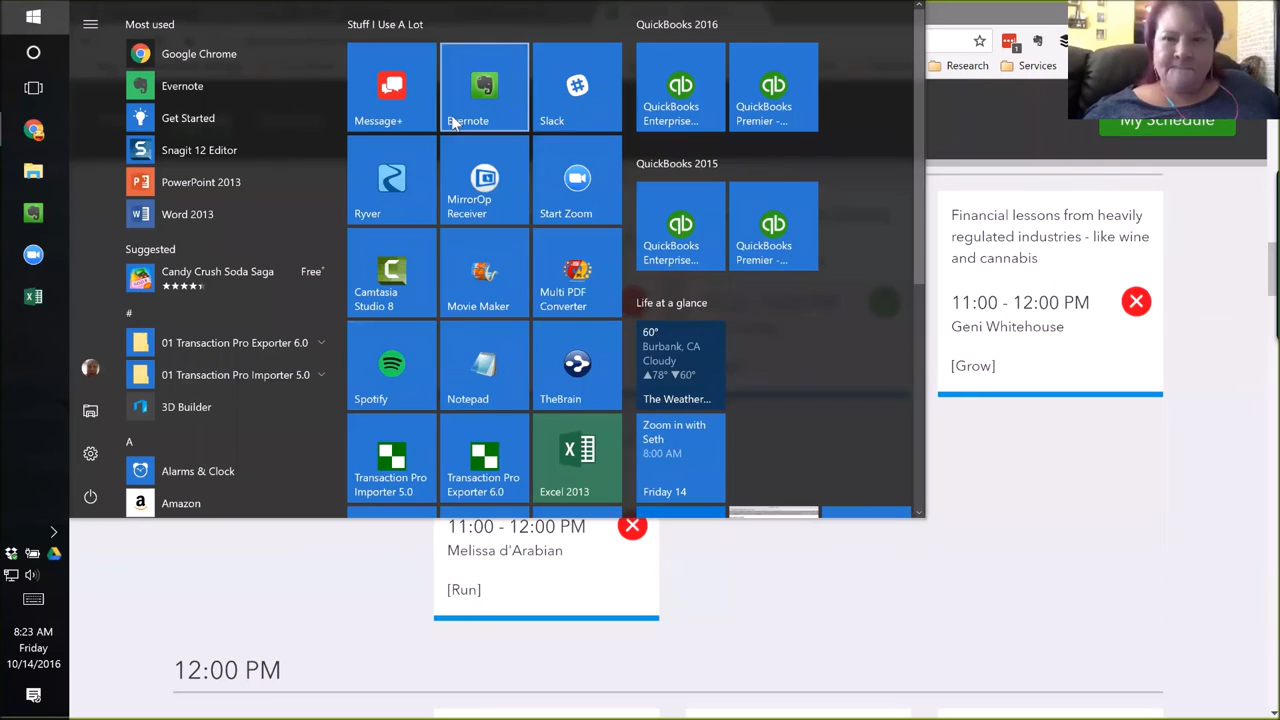 Most used
Google Chrome
Evernote
Get Started
Snagit 12 Editor
PowerPoint 2013
Word 2013
Suggested
Candy Crush Soda Saga Free*
#
01 Transaction Pro Exporter 6.0
01 Transaction Pro Importer 5.0
3D Builder
A
Alarms & Clock
Amazon
Stuff I Use A Lot
Message+
Evernote
Slack
Ryver
MirrorOp
Receiver
Start Zoom
Camtasia
Studio 8
Movie Maker
Multi PDF
Converter
Spotify
Notepad
TheBrain
Transaction Pro
Importer 5.0
Transaction Pro
Exporter 6.0
Excel 2013
QuickBooks 2016
QuickBooks
Enterprise...
QuickBooks
Premier -...
QuickBooks 2015
QuickBooks
Enterprise...
QuickBooks
Premier -...
Life at a glance
60°
Burbank, CA
Cloudy
▲78° ▼60°
The Weather...
Zoom in with
Seth
8:00 AM
Friday 14
1
Research
Services
My Schedule
Financial lessons from heavily
regulated industries - like wine
and cannabis
11:00 - 12:00 PM
Geni Whitehouse
[Grow]
11:00 - 12:00 PM
Melissa d'Arabian
[Run]
12:00 PM
8:23 AM
Friday
10/14/2016